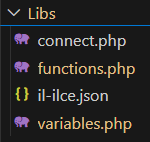 Libs
connect.php
functions.php
{} il-ilce.json
variables.php